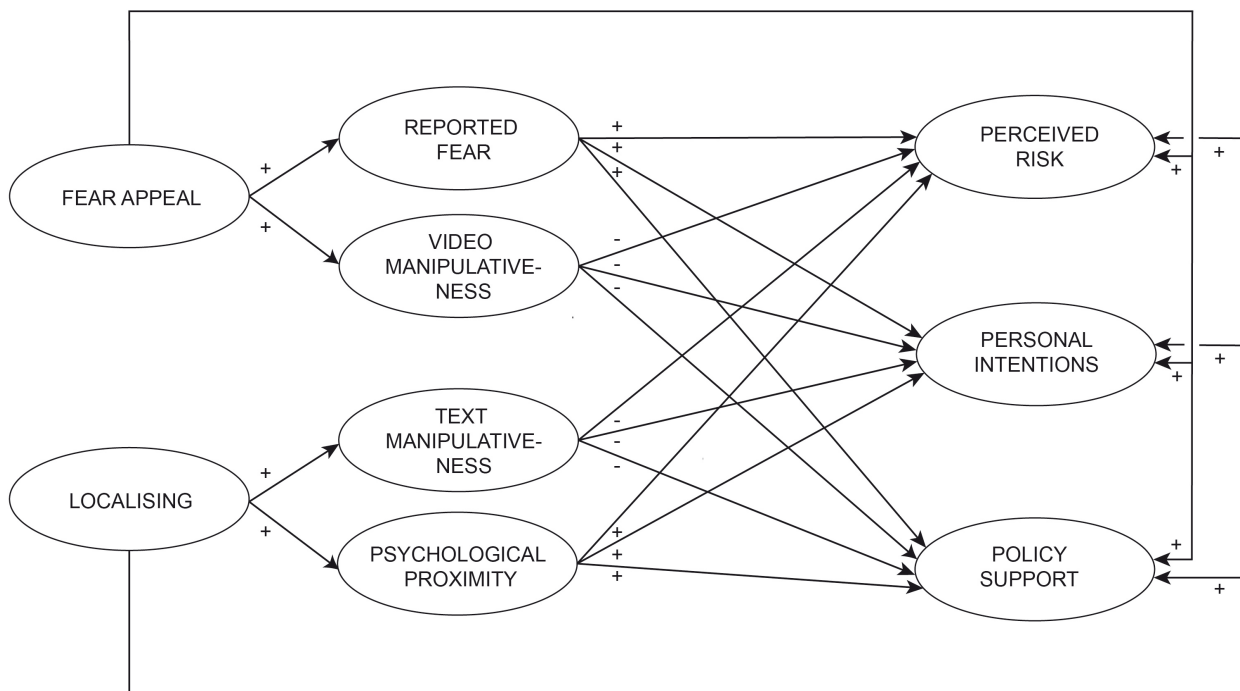 FEAR APPEAL
+
+
REPORTED
FEAR
VIDEO
MANIPULATIVE-
NESS
LOCALISING
+
+
TEXT
MANIPULATIVE-
NESS
PSYCHOLOGICAL
PROXIMITY
+
+
+
-
-
-
-
-
-
+
+
+
PERCEIVED
RISK
+
+
PERSONAL
INTENTIONS
+
+
POLICY
SUPPORT
+
+